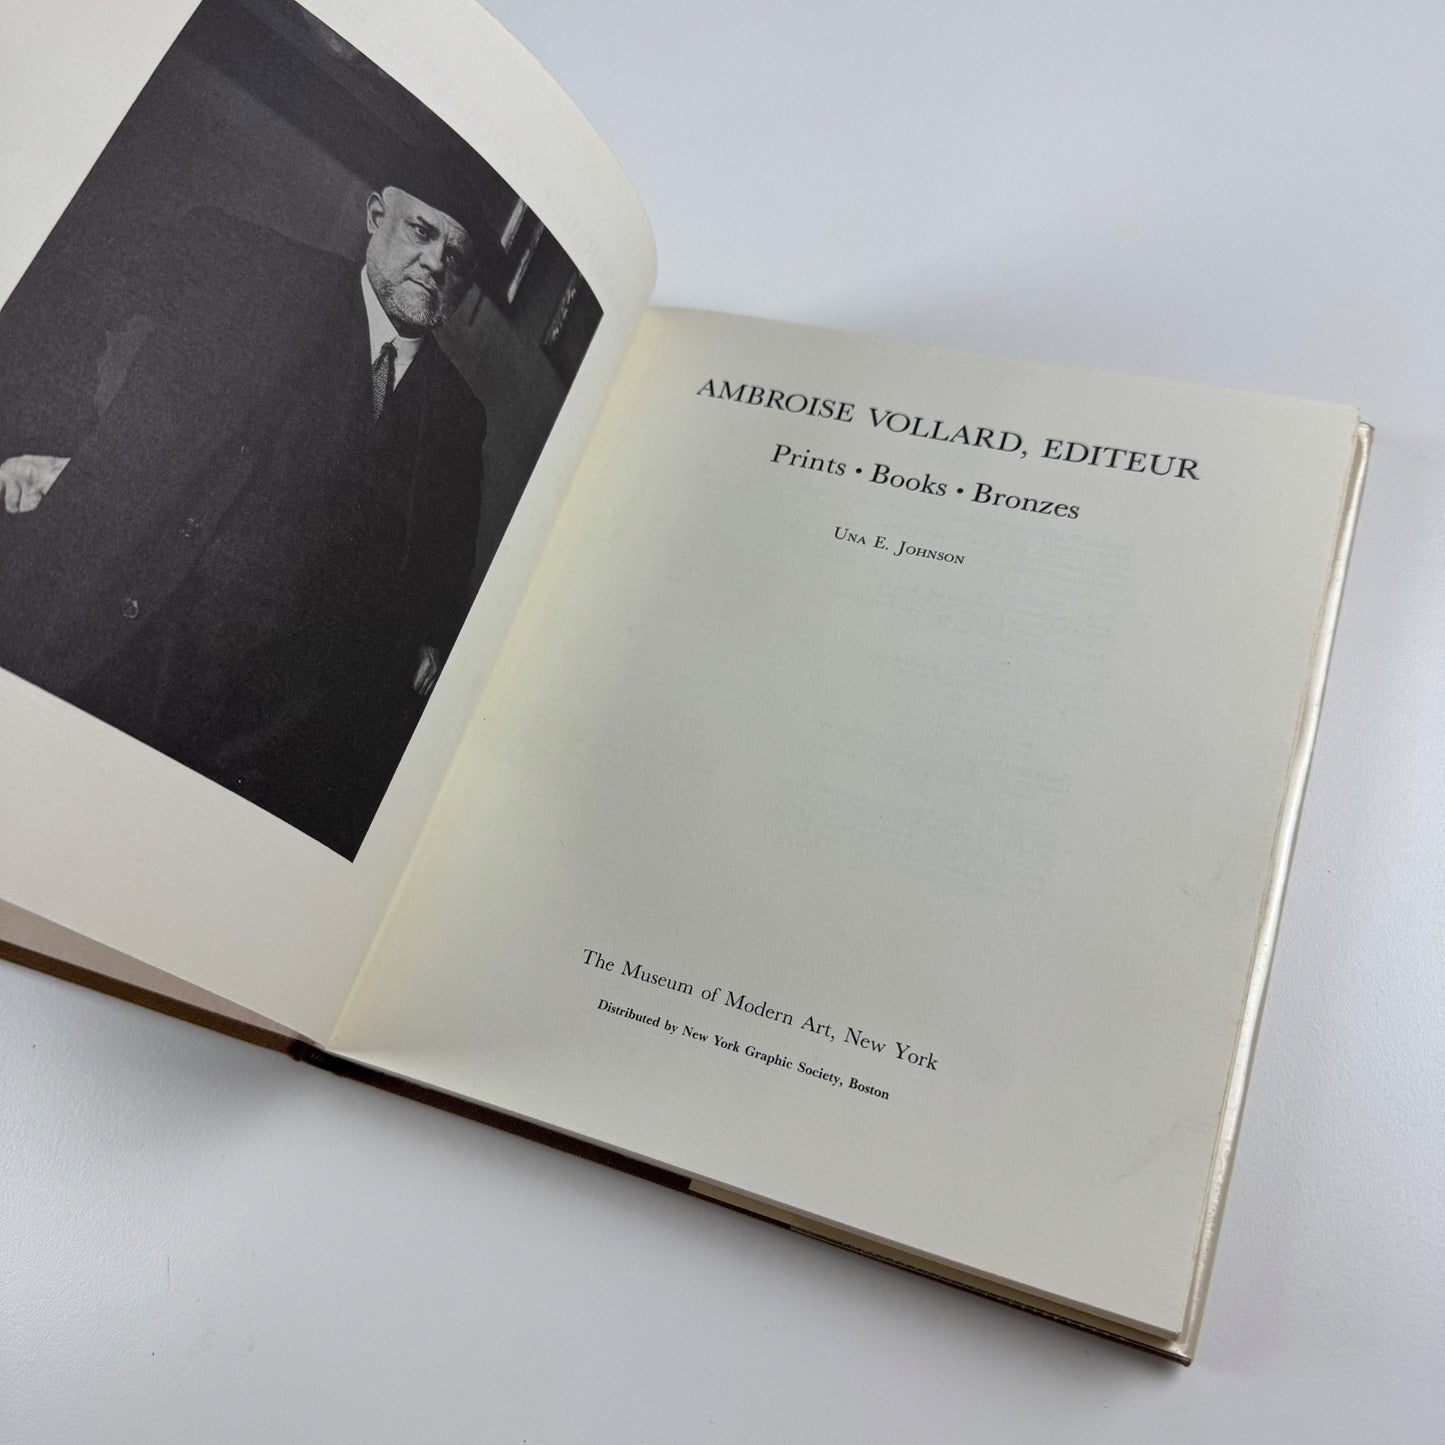 AMBROISE VOLLARD, EDITEUR
Prints • Books • Bronzes
UNA E. JOHNSON
The Museum of Modern Art, New York
Distributed by New York Graphic Society, Boston